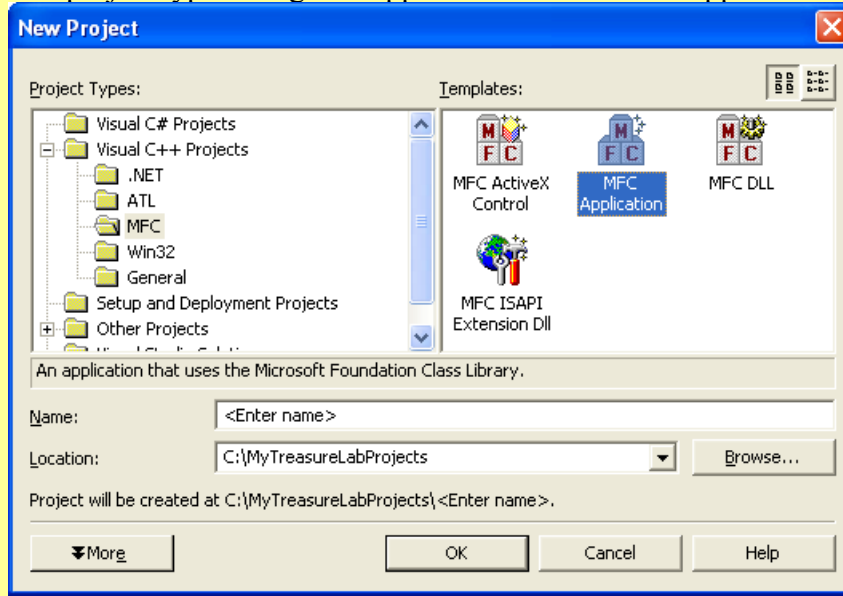 New Project
Project Types:
Templates:
Visual C# Projects
Visual C++ Projects
.NET
ATL
MFC
Win32
General
Setup and Deployment Projects
Other Projects
MFC ActiveX
Control
MFC
Application
MFC DLL
MFC ISAPI
Extension Dll
An application that uses the Microsoft Foundation Class Library.
Name:
<Enter name>
Location:
C:\MyTreasureLabProjects
Browse...
Project will be created at C:\MyTreasureLabProjects\<Enter name>.
More
OK
Cancel
Help